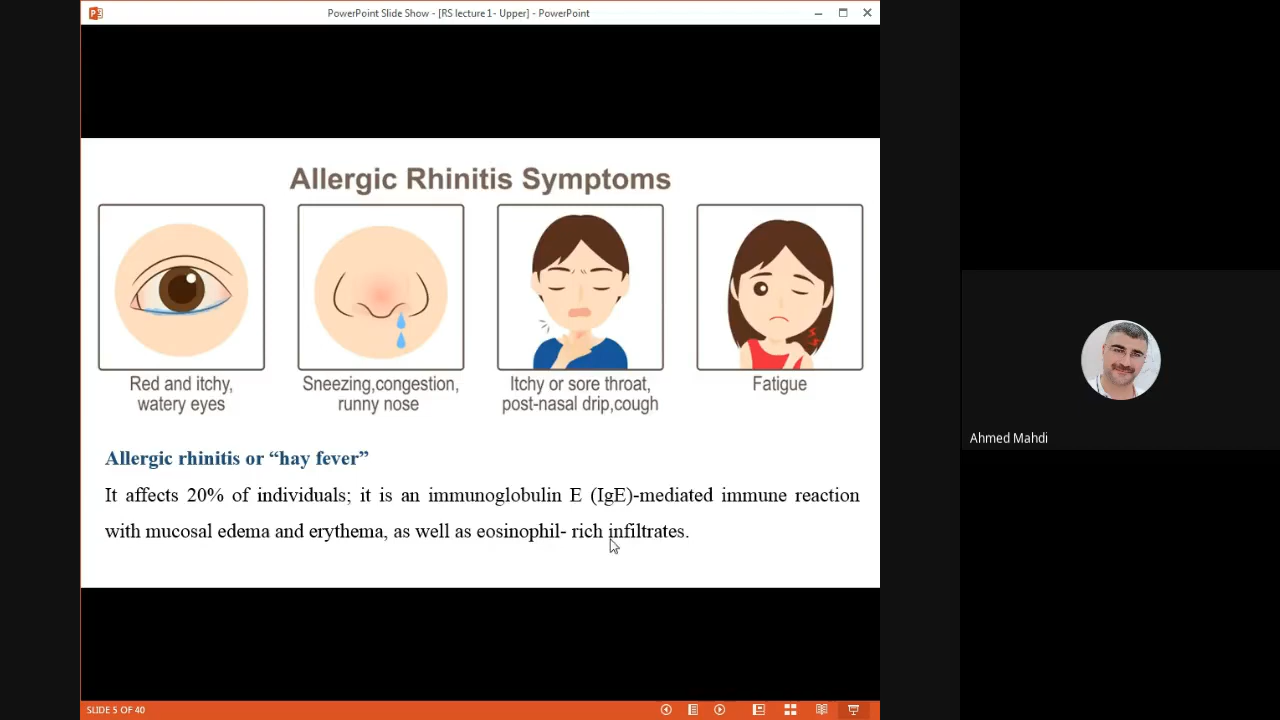 PowerPoint Slide Show - [RS lecture 1- Upper] - PowerPoint
Allergic Rhinitis Symptoms
Red and itchy,
watery eyes
Sneezing,congestion,
runny nose
Itchy or sore throat,
post-nasal drip,cough
Fatigue
Allergic rhinitis or “hay fever”
It affects 20% of individuals; it is an immunoglobulin E (IgE)-mediated immune reaction
with mucosal edema and erythema, as well as eosinophil- rich infiltrates.
Ahmed Mahdi
SLIDE 5 OF 40